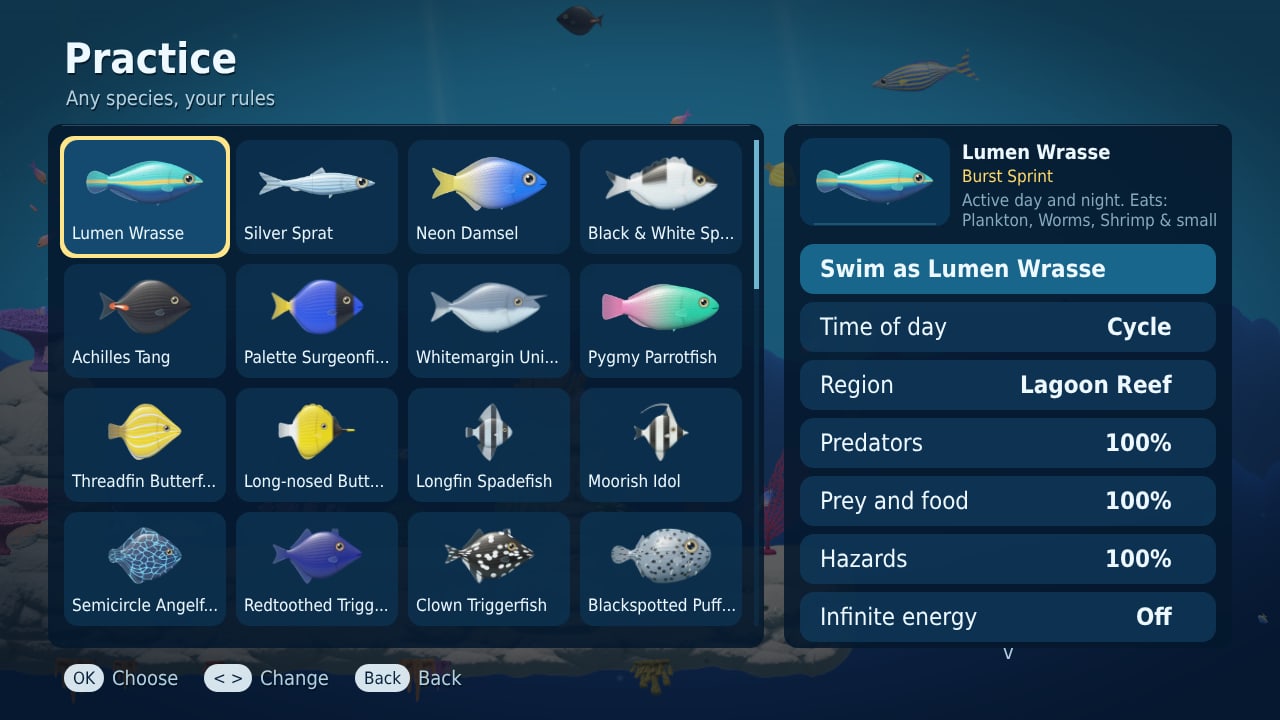 Practice
Any species, your rules
Lumen Wrasse
Silver Sprat
Neon Damsel
Black & White Sp...
Achilles Tang
Palette Surgeonfi...
Whitemargin Uni...
Pygmy Parrotfish
Threadfin Butterf...
Long-nosed Butt...
Longfin Spadefish
Moorish Idol
Semicircle Angelf...
Redtoothed Trigg...
Clown Triggerfish
Blackspotted Puff...
Lumen Wrasse
Burst Sprint
Active day and night. Eats:
Plankton, Worms, Shrimp & small
Swim as Lumen Wrasse
Time of day Cycle
Region Lagoon Reef
Predators 100%
Prey and food 100%
Hazards 100%
Infinite energy Off
v
OK Choose < > Change Back Back